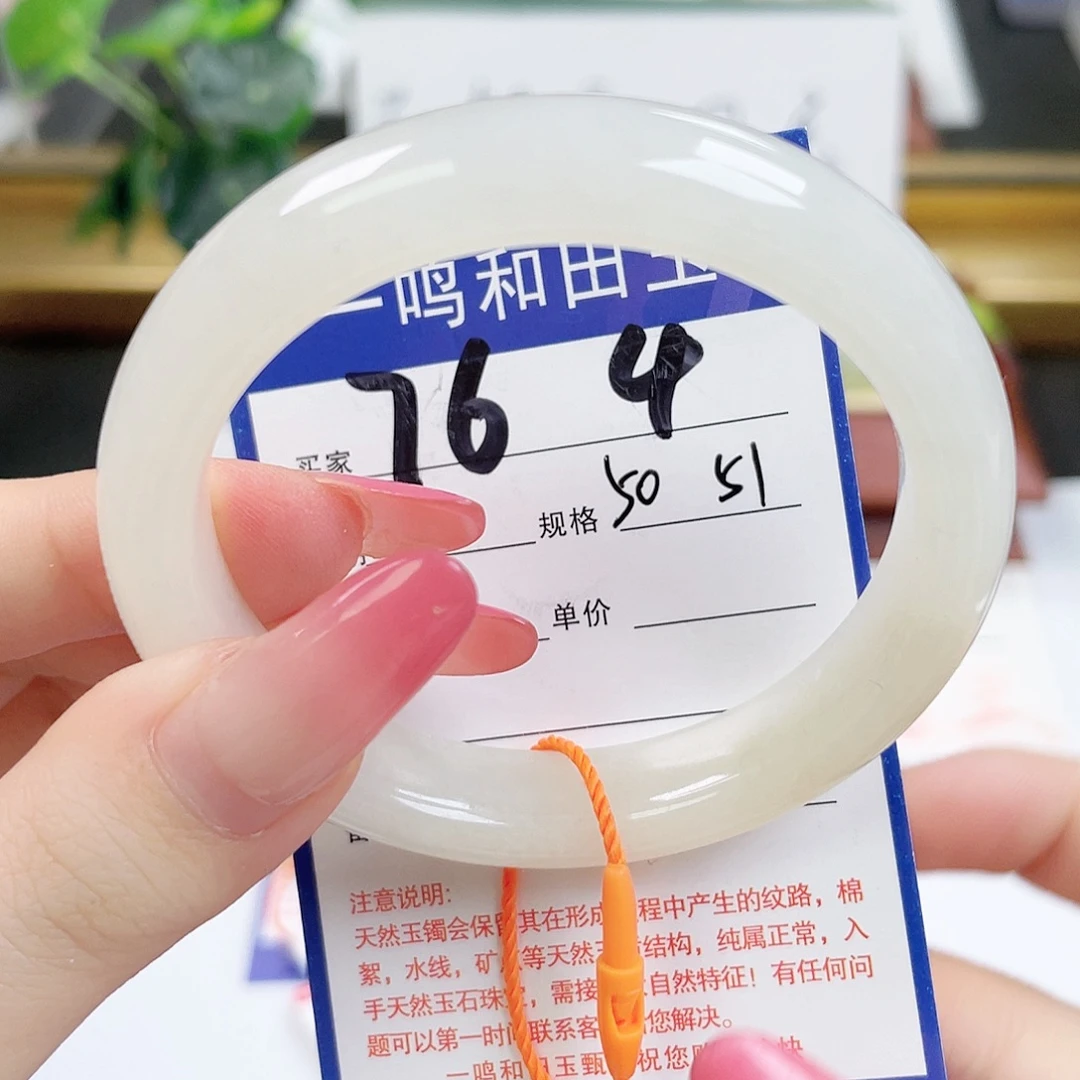 一鸣和田玉
76 4
买家
规格 50 51
单价
注意说明:
天然玉镯会保 其在形成 程中产生的纹路，棉
絮，水线，矿 等天然 结构，纯属正常，入
手天然玉石珠 ，需接 自然特征！有任何问
题可以第一时间联系客 您解决。
一鸣和田玉甄 祝您 快